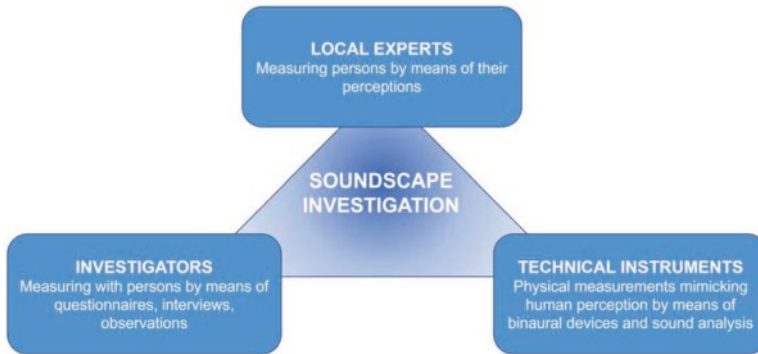 LOCAL EXPERTS
Measuring persons by means of their
perceptions
SOUNDSCAPE
INVESTIGATION
INVESTIGATORS
Measuring with persons by means of
questionnaires, interviews,
observations
TECHNICAL INSTRUMENTS
Physical measurements mimicking
human perception by means of
binaural devices and sound analysis